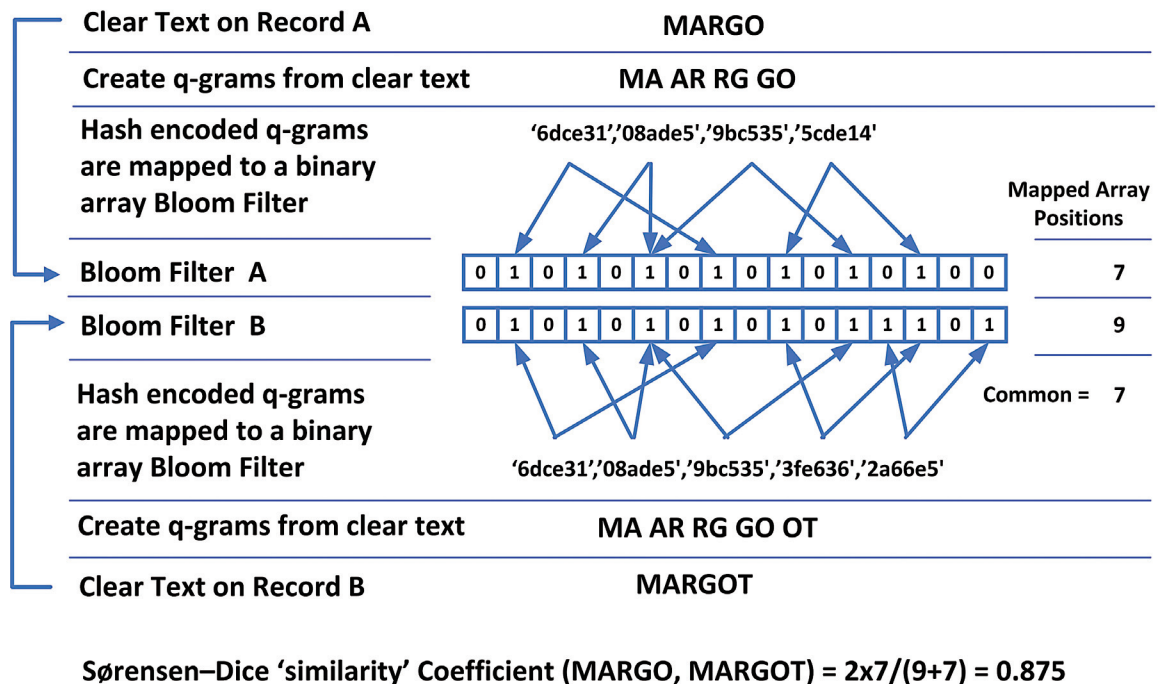 Clear Text on Record A MARGO
Create q-grams from clear text MA AR RG GO
Hash encoded q-grams
are mapped to a binary
array Bloom Filter
‘6dce31’,’08ade5',’9bc535',’5cde14'
Mapped Array
Positions
Bloom Filter A 0 1 0 1 0 1 0 1 0 1 0 1 0 1 0 0 7
Bloom Filter B 0 1 0 1 0 1 0 1 0 1 0 1 1 1 0 1 9
Common = 7
Hash encoded q-grams
are mapped to a binary
array Bloom Filter
‘6dce31’,’08ade5',’9bc535',’3fe636',’2a66e5'
Create q-grams from clear text MA AR RG GO OT
Clear Text on Record B MARGOT
Sørensen–Dice ‘similarity’ Coefficient (MARGO, MARGOT) = 2x7/(9+7) = 0.875